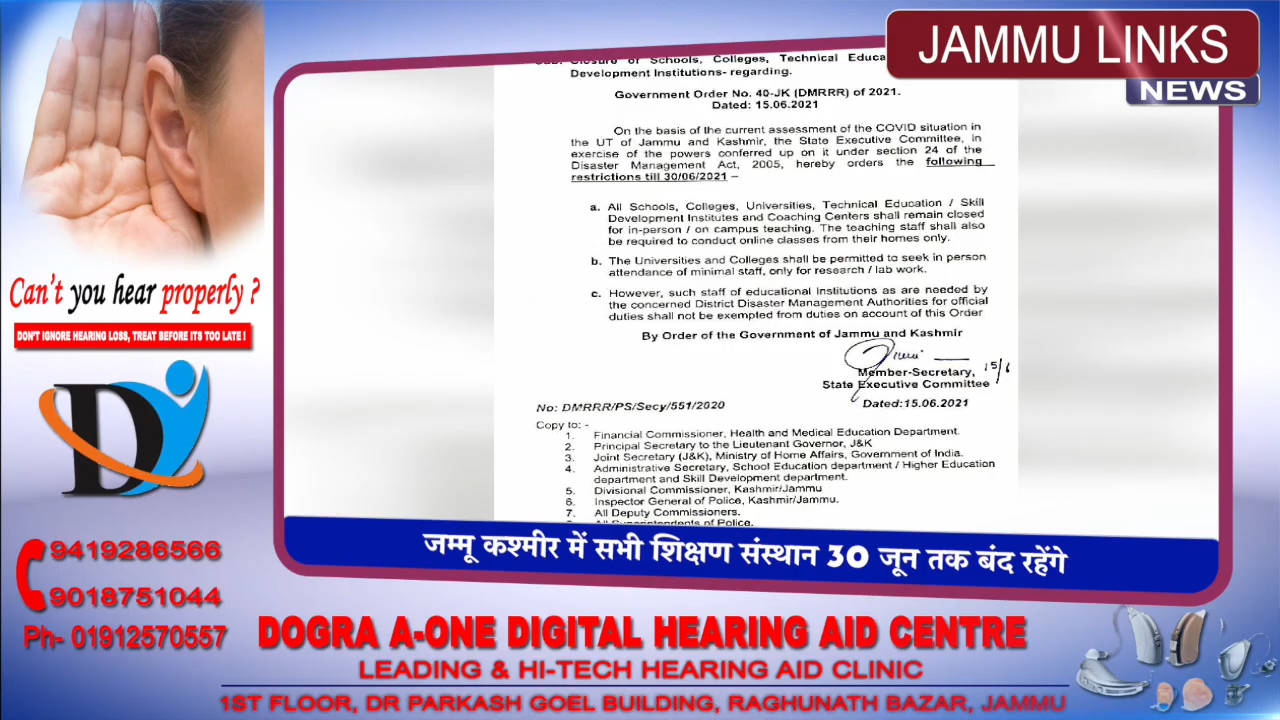 JAMMU LINKS
NEWS
Closure of Schools, Colleges, Technical
Development Institutions- regarding.
Government Order No. 40-JK (DMRRR) of 2021.
Dated: 15.06.2021
On the basis of the current assessment of the COVID situation in
the UT of Jammu and Kashmir, the State Executive Committee, in
exercise of the powers conferred up on it under section 24 of the
Disaster Management Act, 2005, hereby orders the following
restrictions till 30/06/2021 –
a. All Schools, Colleges, Universities, Technical Education / Skill
Development Institutes and Coaching Centers shall remain closed
for in-person / on campus teaching. The teaching staff shall also
be required to conduct online classes from their homes only.
b. The Universities and Colleges shall be permitted to seek in person
attendance of minimal staff, only for research / lab work.
c. However, such staff of educational Institutions as are needed by
the concerned District Disaster Management Authorities for official
duties shall not be exempted from duties on account of this Order
By Order of the Government of Jammu and Kashmir
15/6
Member-Secretary,
State Executive Committee
No: DMRRR/PS/Secy/551/2020
Dated:15.06.2021
Copy to: -
1. Financial Commissioner, Health and Medical Education Department.
2. Principal Secretary to the Lieutenant Governor, J&K
3. Joint Secretary (J&K), Ministry of Home Affairs, Government of India.
4. Administrative Secretary, School Education department / Higher Education
department and Skill Development department.
5. Divisional Commissioner, Kashmir/Jammu
6. Inspector General of Police, Kashmir/Jammu.
7. All Deputy Commissioners.
All Superintendents of Police.
जम्मू कश्मीर में सभी शिक्षण संस्थान 30 जून तक बंद रहेंगे
Can't you hear properly ?
DON'T IGNORE HEARING LOSS, TREAT BEFORE ITS TOO LATE !
D
9419286566
9018751044
Ph- 01912570557
DOGRA A-ONE DIGITAL HEARING AID CENTRE
LEADING & HI-TECH HEARING AID CLINIC
1ST FLOOR, DR PARKASH GOEL BUILDING, RAGHUNATH BAZAR, JAMMU